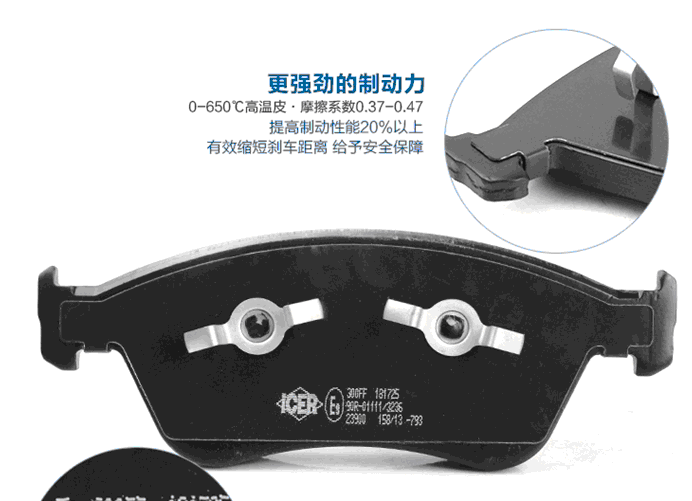 更强劲的制动力
0-650℃高温皮·摩擦系数0.37-0.47
提高制动性能20%以上
有效缩短刹车距离 给予安全保障
ICER E9
300FF 181725
90R-01111/3236
23900 158/13 -793